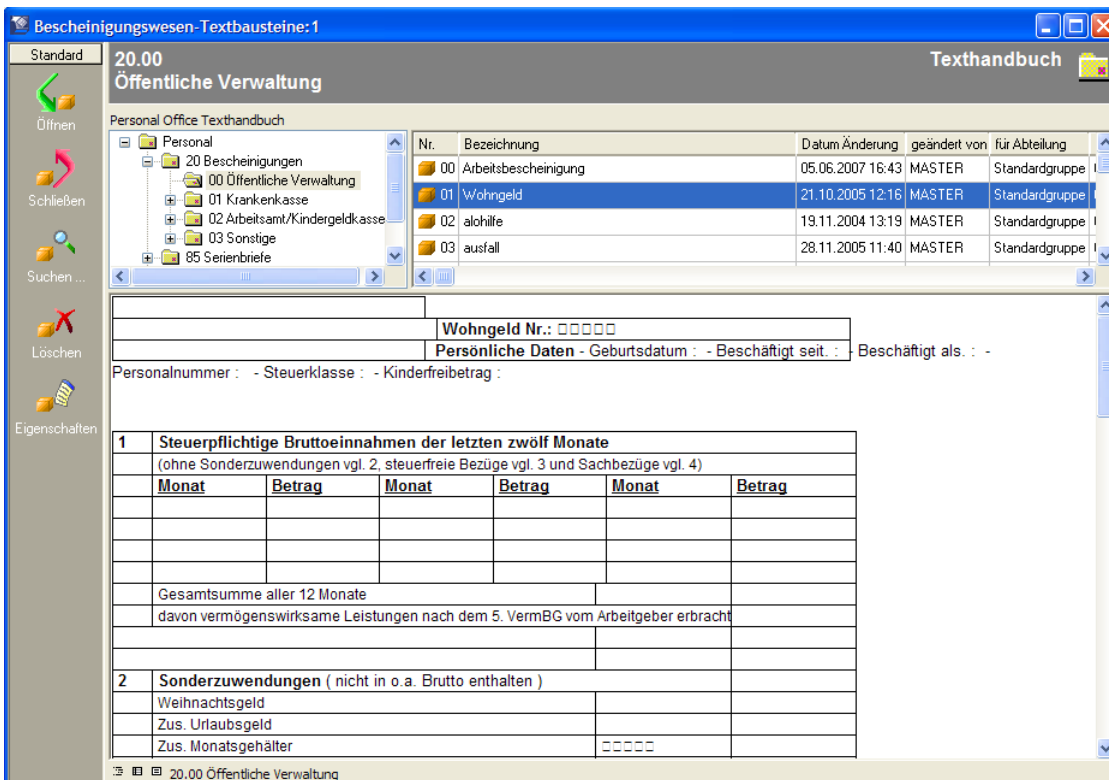 Bescheinigungswesen-Textbausteine:1
Standard
20.00
Öffentliche Verwaltung
Texthandbuch
Öffnen
Schließen
Suchen ...
Löschen
Eigenschaften
Personal Office Texthandbuch
Personal
20 Bescheinigungen
00 Öffentliche Verwaltung
01 Krankenkasse
02 Arbeitsamt/Kindergeldkasse
03 Sonstige
85 Serienbriefe
Nr. Bezeichnung Datum Änderung geändert von für Abteilung
00 Arbeitsbescheinigung 05.06.2007 16:43 MASTER Standardgruppe
01 Wohngeld 21.10.2005 12:16 MASTER Standardgruppe
02 alohilfe 19.11.2004 13:19 MASTER Standardgruppe
03 ausfall 28.11.2005 11:40 MASTER Standardgruppe
Wohngeld Nr.: □□□□□
Persönliche Daten - Geburtsdatum : - Beschäftigt seit. : - Beschäftigt als. : -
Personalnummer : - Steuerklasse : - Kinderfreibetrag :
1 Steuerpflichtige Bruttoeinnahmen der letzten zwölf Monate
(ohne Sonderzuwendungen vgl. 2, steuerfreie Bezüge vgl. 3 und Sachbezüge vgl. 4)
Monat Betrag Monat Betrag Monat Betrag
Gesamtsumme aller 12 Monate
davon vermögenswirksame Leistungen nach dem 5. VermBG vom Arbeitgeber erbracht
2 Sonderzuwendungen ( nicht in o.a. Brutto enthalten )
Weihnachtsgeld
Zus. Urlaubsgeld
Zus. Monatsgehälter □□□□□
20.00 Öffentliche Verwaltung